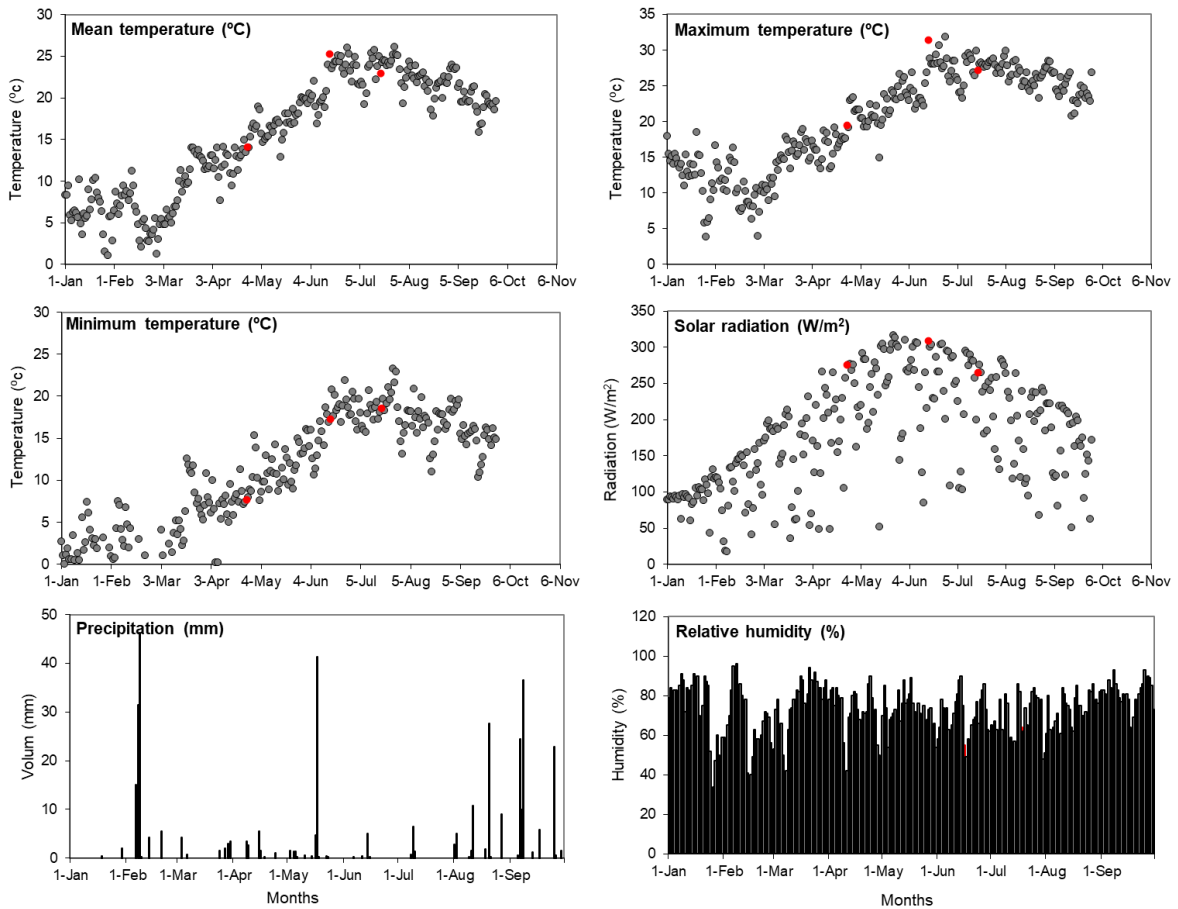 Mean temperature (ºC)
Temperature (ºc)
30
25
20
15
10
5
0
1-Jan 1-Feb 3-Mar 3-Apr 4-May 4-Jun 5-Jul 5-Aug 5-Sep 6-Oct 6-Nov
Maximum temperature (ºC)
Temperature (ºc)
35
30
25
20
15
10
5
0
1-Jan 1-Feb 3-Mar 3-Apr 4-May 4-Jun 5-Jul 5-Aug 5-Sep 6-Oct 6-Nov
Minimum temperature (ºC)
Temperature (ºc)
30
25
20
15
10
5
0
1-Jan 1-Feb 3-Mar 3-Apr 4-May 4-Jun 5-Jul 5-Aug 5-Sep 6-Oct 6-Nov
Solar radiation (W/m²)
Radiation (W/m²)
350
300
250
200
150
100
50
0
1-Jan 1-Feb 3-Mar 3-Apr 4-May 4-Jun 5-Jul 5-Aug 5-Sep 6-Oct 6-Nov
Precipitation (mm)
Volum (mm)
50
40
30
20
10
0
1-Jan 1-Feb 1-Mar 1-Apr 1-May 1-Jun 1-Jul 1-Aug 1-Sep
Months
Relative humidity (%)
Humidity (%)
120
100
80
60
40
20
0
1-Jan 1-Feb 1-Mar 1-Apr 1-May 1-Jun 1-Jul 1-Aug 1-Sep
Months